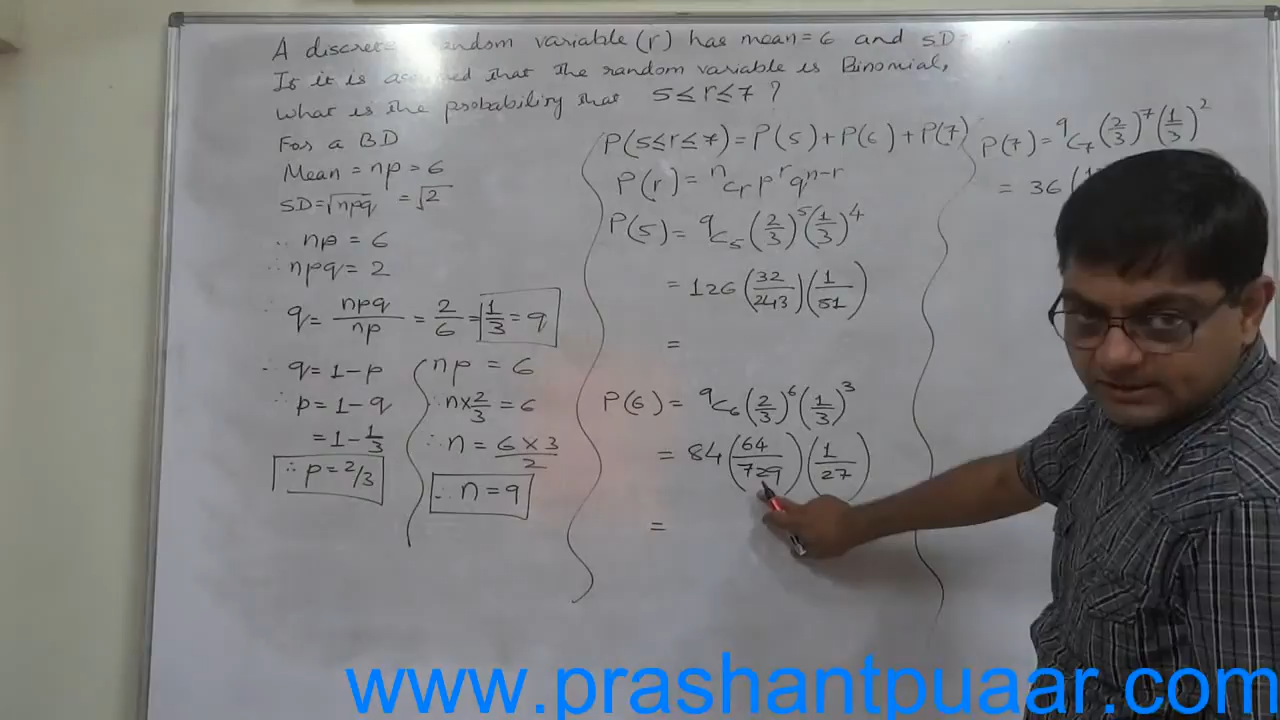 A discrete random variable (r) has mean = 6 and SD =
If it is assumed that the random variable is Binomial,
What is the probability that 5 ≤ r ≤ 7 ?
For a BD
Mean = np = 6
SD = √npq = √2
∴ np = 6
∴ npq = 2
∴ q = npq/np = 2/6 = 1/3 = q
∴ q = 1 - p
∴ p = 1 - q
= 1 - 1/3
∴ p = 2/3
np = 6
∴ n × 2/3 = 6
∴ n = 6 × 3 / 2
∴ n = 9
P(5 ≤ r ≤ 7) = P(5) + P(6) + P(7)
P(r) = ⁿCr pʳ qⁿ⁻ʳ
P(5) = ⁹C₅ (2/3)⁵ (1/3)⁴
= 126 (32/243) (1/51)
=
P(6) = ⁹C₆ (2/3)⁶ (1/3)³
= 84 (64/729) (1/27)
=
P(7) = ⁹C₇ (2/3)⁷ (1/3)²
= 36 (
www.prashantpuaar.com